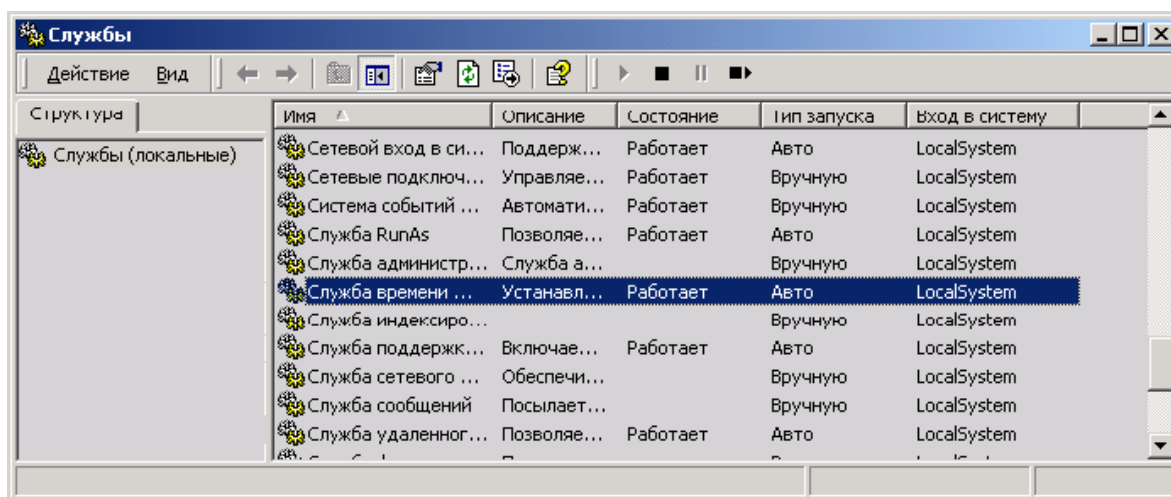 Службы
Действие Вид
Структура
Имя Описание Состояние Тип запуска Вход в систему
Службы (локальные)
Сетевой вход в си... Поддерж... Работает Авто LocalSystem
Сетевые подключ... Управляе... Работает Вручную LocalSystem
Система событий ... Автомати... Работает Вручную LocalSystem
Служба RunAs Позволяе... Работает Авто LocalSystem
Служба администр... Служба а... Вручную LocalSystem
Служба времени ... Устанавл... Работает Авто LocalSystem
Служба индексиро... Вручную LocalSystem
Служба поддержк... Включае... Работает Авто LocalSystem
Служба сетевого ... Обеспечи... Вручную LocalSystem
Служба сообщений Посылает... Вручную LocalSystem
Служба удаленног... Позволяе... Работает Авто LocalSystem